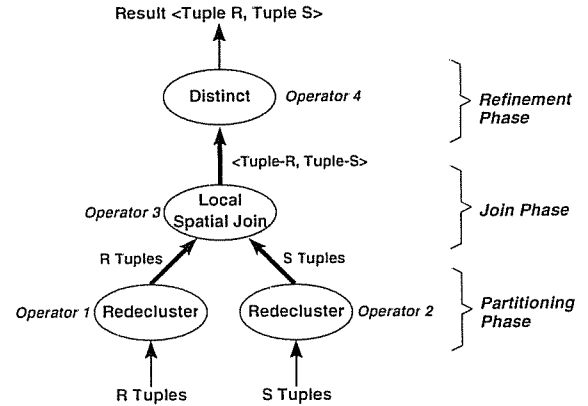 Result <Tuple R, Tuple S>
Distinct
Operator 4
Refinement
Phase
<Tuple-R, Tuple-S>
Operator 3
Local
Spatial Join
Join Phase
R Tuples
S Tuples
Operator 1
Redecluster
Redecluster
Operator 2
Partitioning
Phase
R Tuples
S Tuples